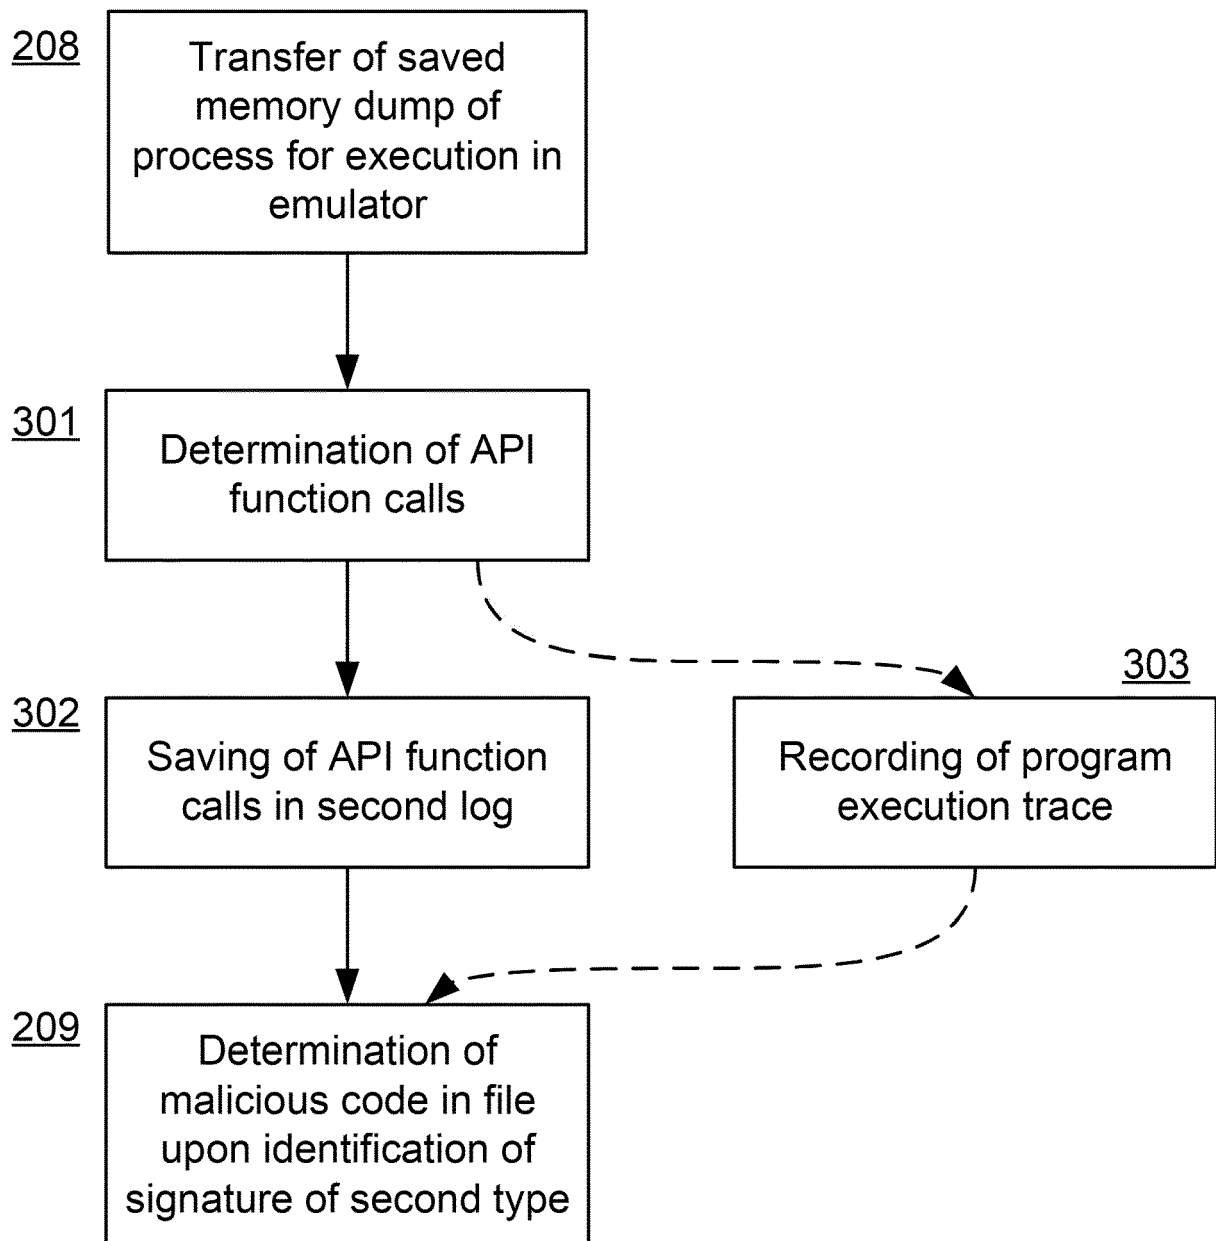 208
Transfer of saved
memory dump of
process for execution in
emulator
301
Determination of API
function calls
302
Saving of API function
calls in second log
303
Recording of program
execution trace
209
Determination of
malicious code in file
upon identification of
signature of second type